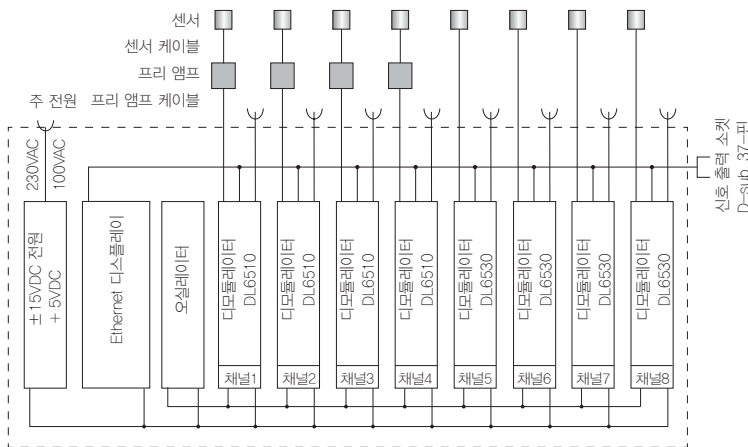 센서
센서 케이블
프리 앰프
주 전원
프리 앰프 케이블
230VAC
100VAC
신호 출력 소켓
D-sub 37-핀
±15VDC 전원
+5VDC
Ethernet 디스플레이
오실레이터
디모듈레이터
DL6510
디모듈레이터
DL6510
디모듈레이터
DL6510
디모듈레이터
DL6510
디모듈레이터
DL6530
디모듈레이터
DL6530
디모듈레이터
DL6530
디모듈레이터
DL6530
채널1
채널2
채널3
채널4
채널5
채널6
채널7
채널8